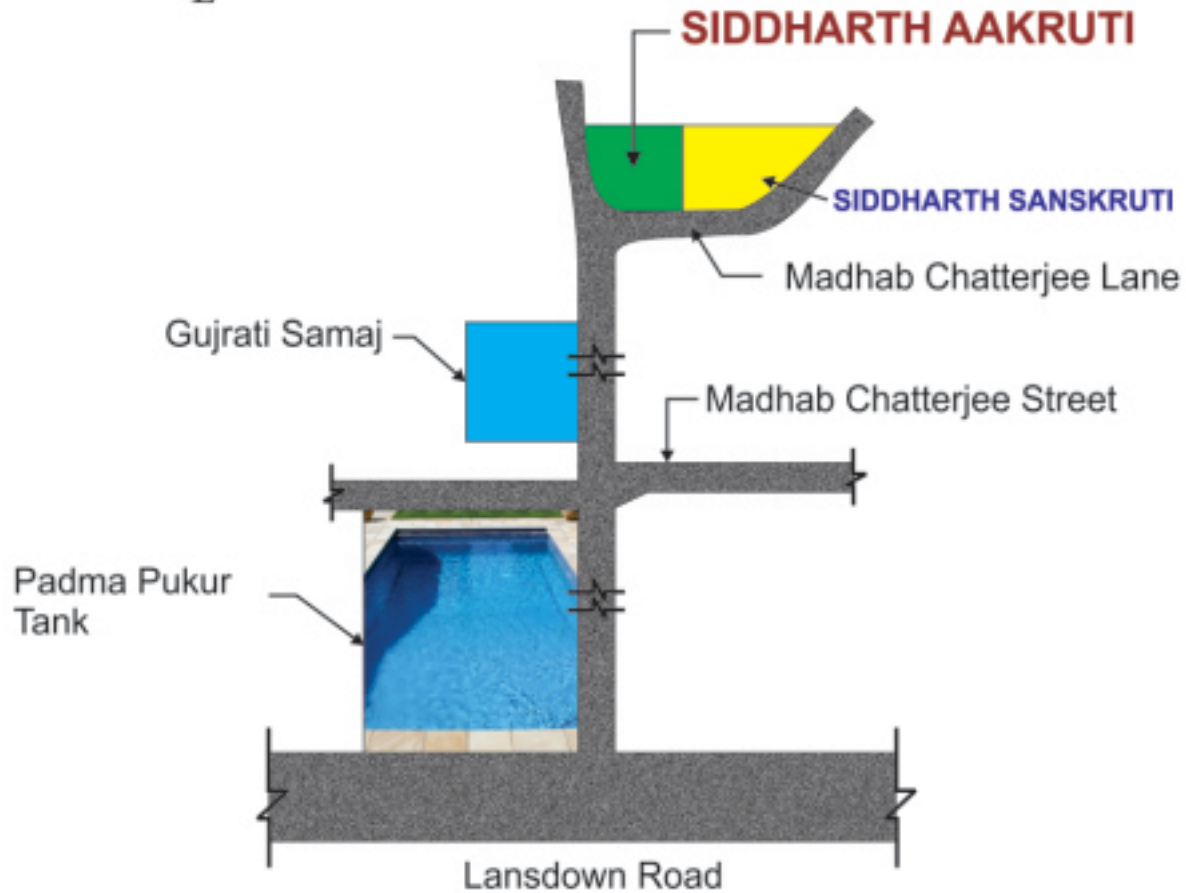 SIDDHARTH AAKRUTI
SIDDHARTH SANSKRUTI
Madhab Chatterjee Lane
Gujrati Samaj
Madhab Chatterjee Street
Padma Pukur
Tank
Lansdown Road